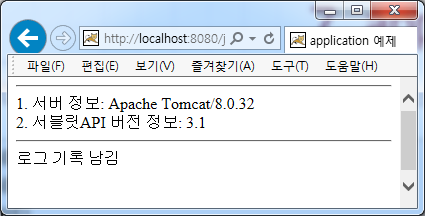 http://localhost:8080/j
application 예제
파일(F) 편집(E) 보기(V) 즐겨찾기(A) 도구(T) 도움말(H)
1. 서버 정보: Apache Tomcat/8.0.32
2. 서블릿API 버전 정보: 3.1
로그 기록 남김